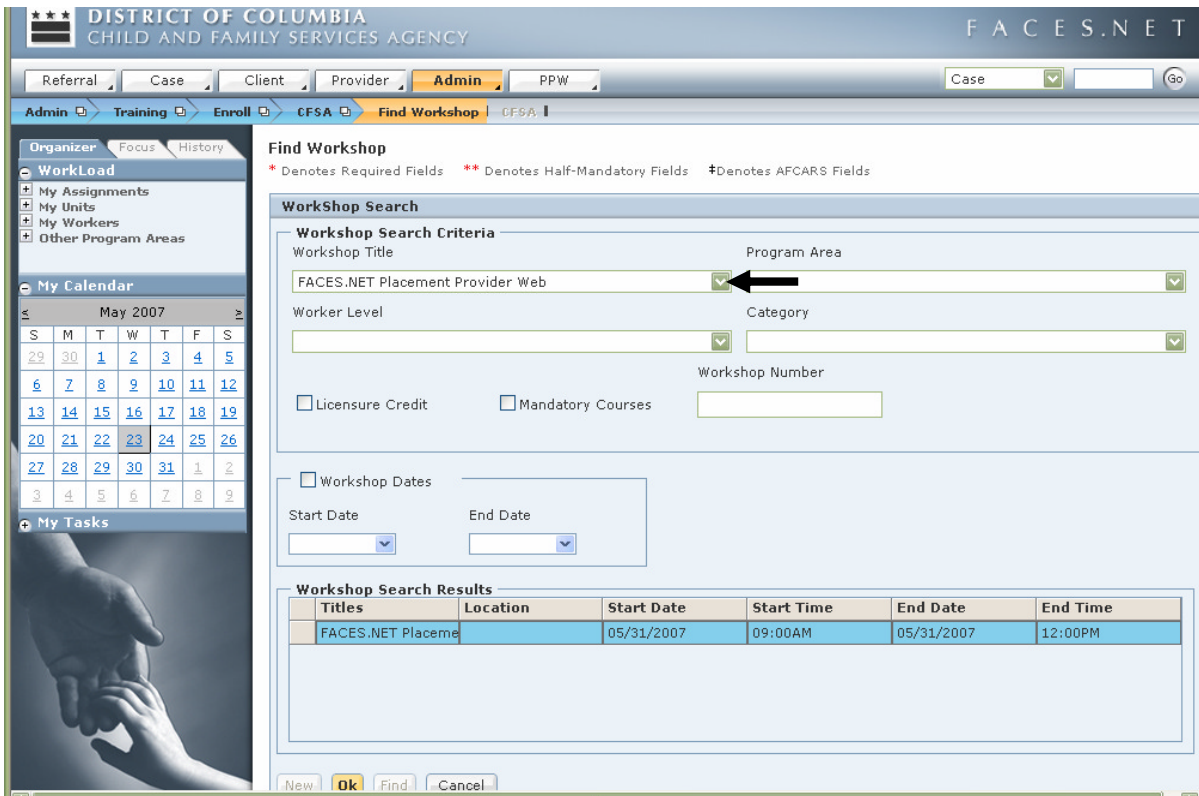 DISTRICT OF COLUMBIA
CHILD AND FAMILY SERVICES AGENCY
FACES.NET
Referral Case Client Provider Admin PPW Case Go
Admin Training Enroll CFSA Find Workshop CFSA
Organizer Focus History
WorkLoad
My Assignments
My Units
My Workers
Other Program Areas
My Calendar
< May 2007 >
S M T W T F S
29 30 1 2 3 4 5
6 7 8 9 10 11 12
13 14 15 16 17 18 19
20 21 22 23 24 25 26
27 28 29 30 31 1 2
3 4 5 6 7 8 9
My Tasks
Find Workshop
* Denotes Required Fields ** Denotes Half-Mandatory Fields ‡Denotes AFCARS Fields
WorkShop Search
Workshop Search Criteria
Workshop Title Program Area
FACES.NET Placement Provider Web
Worker Level Category
Workshop Number
Licensure Credit Mandatory Courses
Workshop Dates
Start Date End Date
Workshop Search Results
Titles Location Start Date Start Time End Date End Time
FACES.NET Placeme 05/31/2007 09:00AM 05/31/2007 12:00PM
New Ok Find Cancel